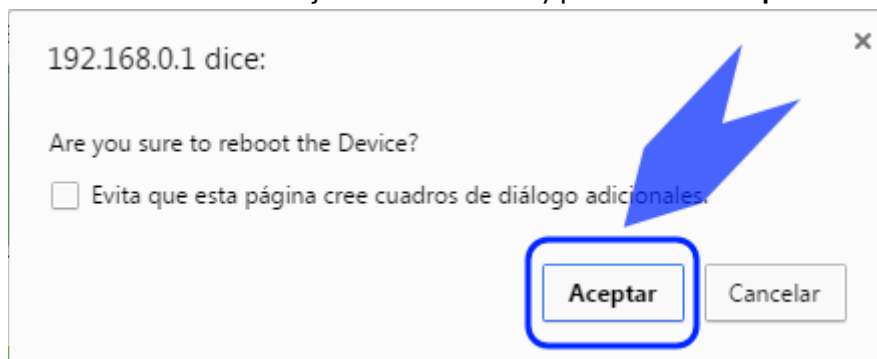 192.168.0.1 dice:
Are you sure to reboot the Device?
Evita que esta página cree cuadros de diálogo adicionales.
Aceptar Cancelar